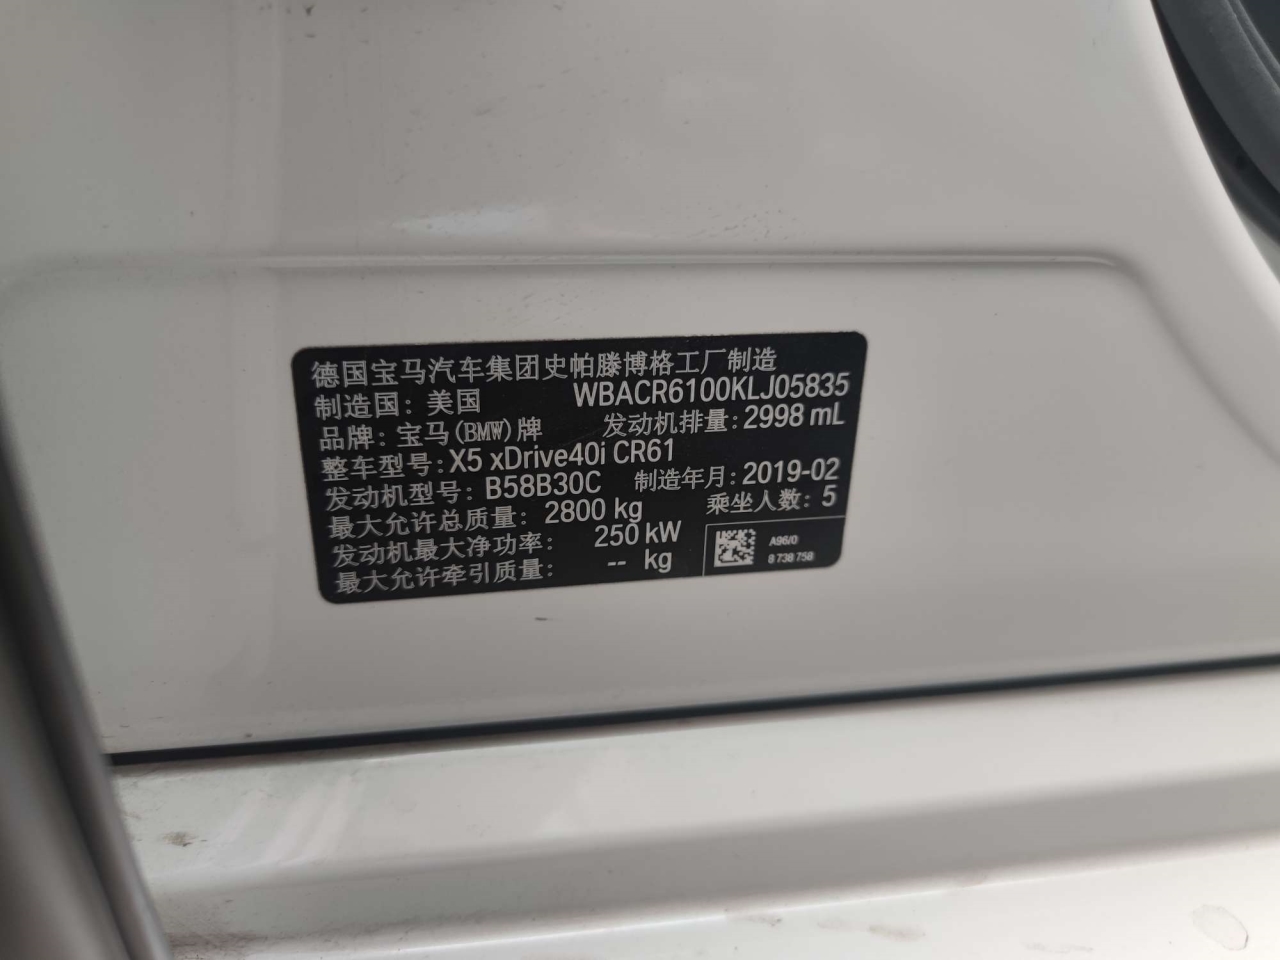 德国宝马汽车集团史帕滕博格工厂制造
制造国：美国 WBACR6100KLJ05835
品牌：宝马(BMW)牌 发动机排量：2998 mL
整车型号：X5 xDrive40i CR61
发动机型号：B58B30C 制造年月：2019-02
最大允许总质量：2800 kg 乘坐人数：5
发动机最大净功率：250 kW
最大允许牵引质量：-- kg
A96/0
8 738 758